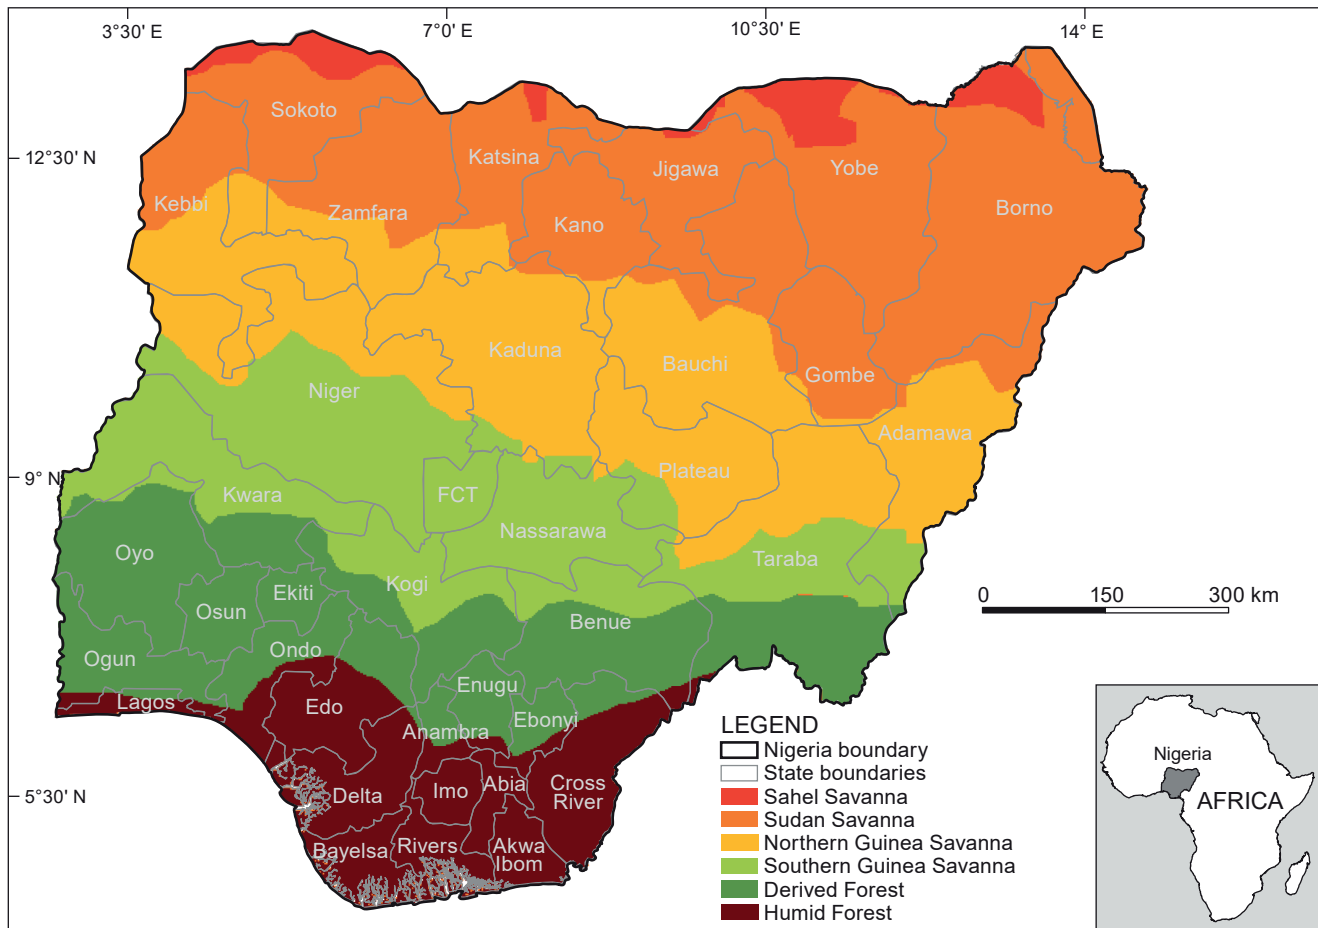 3°30' E
7°0' E
10°30' E
14° E
12°30' N
9° N
5°30' N
Sokoto
Katsina
Jigawa
Yobe
Kebbi
Zamfara
Kano
Borno
Kaduna
Bauchi
Gombe
Niger
Adamawa
Plateau
Kwara
FCT
Nassarawa
Oyo
Kogi
Taraba
Ekiti
Osun
Benue
Ondo
Ogun
Enugu
Lagos
Edo
Ebonyi
Anambra
Delta
Imo
Abia
Cross
River
Bayelsa
Rivers
Akwa
Ibom
0 150 300 km
LEGEND
Nigeria boundary
State boundaries
Sahel Savanna
Sudan Savanna
Northern Guinea Savanna
Southern Guinea Savanna
Derived Forest
Humid Forest
Nigeria
AFRICA